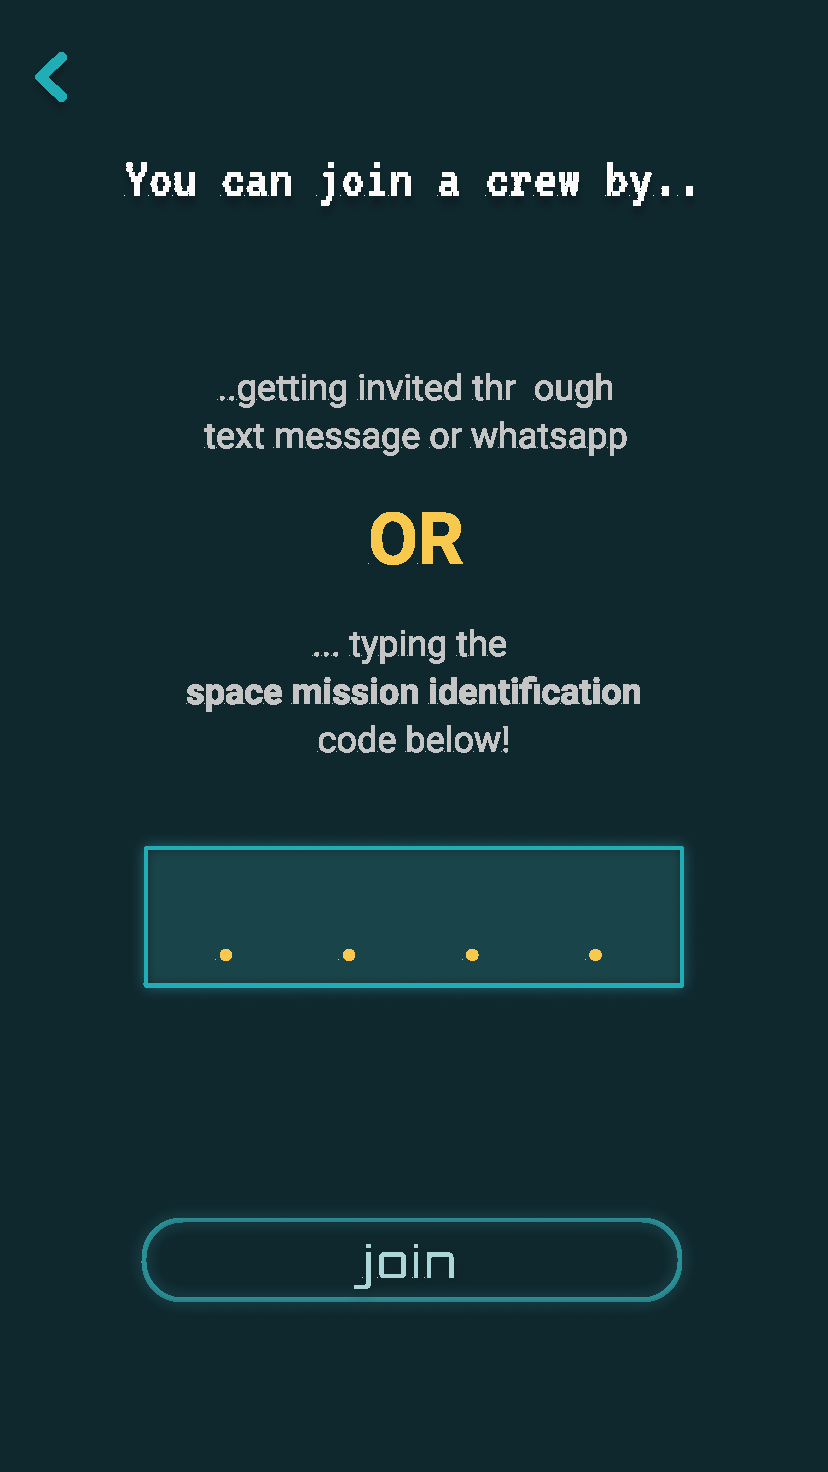 You can join a crew by..
..getting invited thr  ough
text message or whatsapp
OR
... typing the
space mission identification
code below!
join